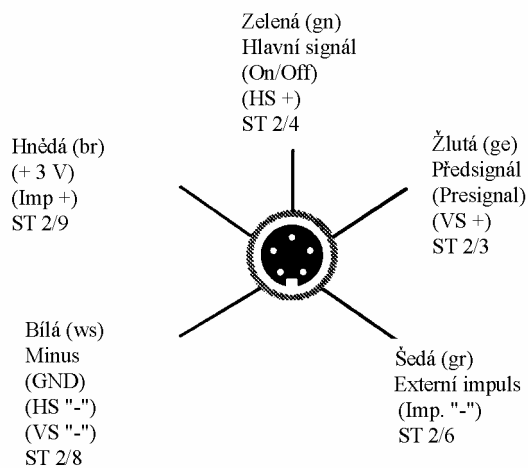 Zelená (gn)
Hlavní signál
(On/Off)
(HS +)
ST 2/4
Hnědá (br)
(+ 3 V)
(Imp +)
ST 2/9
Žlutá (ge)
Předsignál
(Presignal)
(VS +)
ST 2/3
Bílá (ws)
Minus
(GND)
(HS "-")
(VS "-")
ST 2/8
Šedá (gr)
Externí impuls
(Imp. "-")
ST 2/6